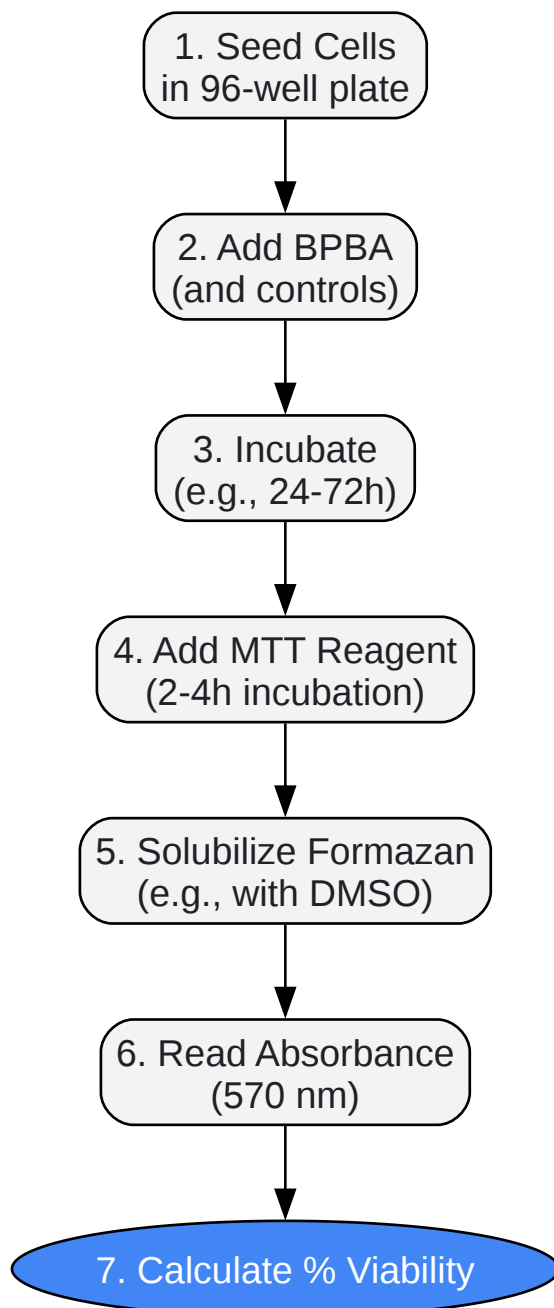 1. Seed Cells
in 96-well plate
2. Add BPBA
(and controls)
3. Incubate
(e.g., 24-72h)
4. Add MTT Reagent
(2-4h incubation)
5. Solubilize Formazan
(e.g., with DMSO)
6. Read Absorbance
(570 nm)
7. Calculate % Viability